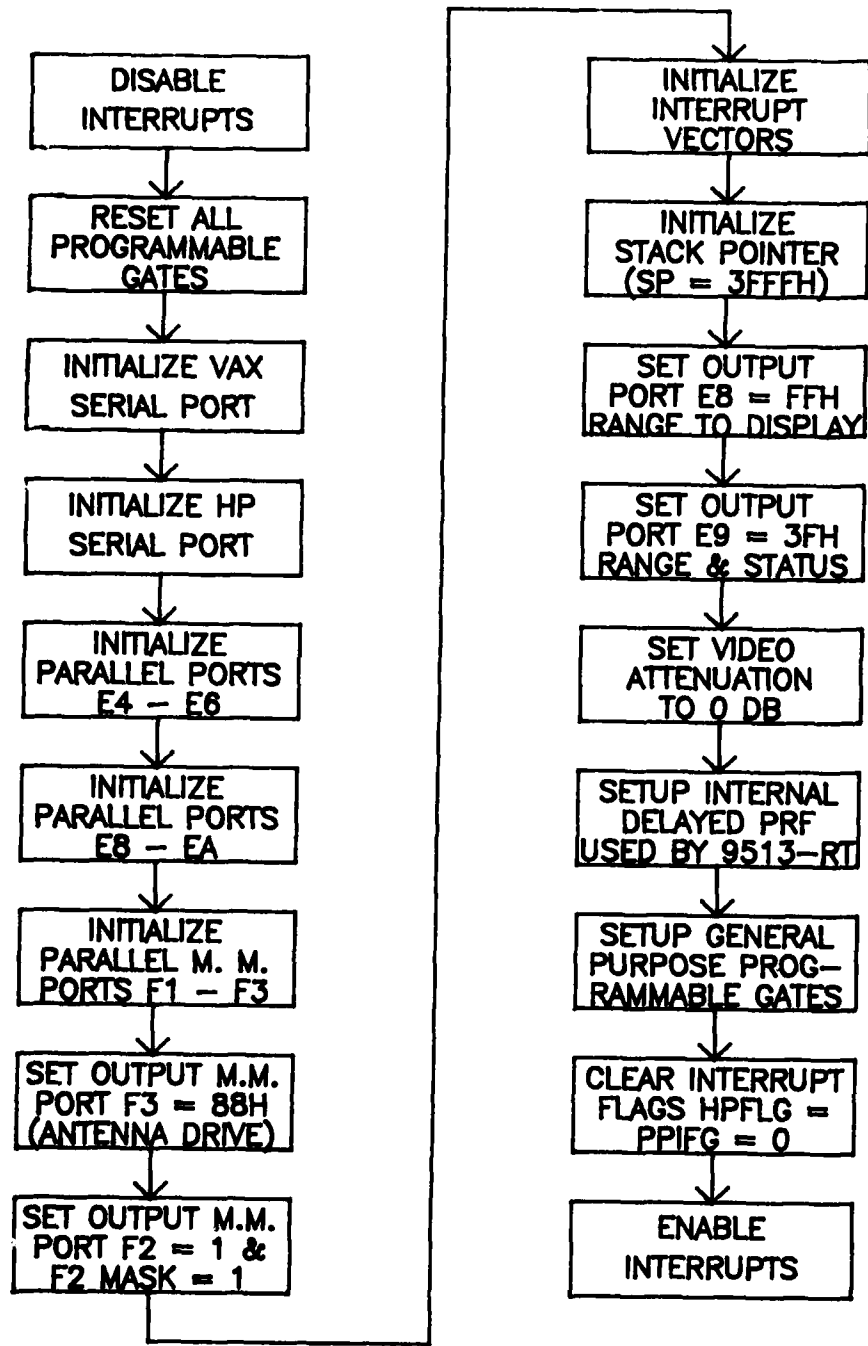 DISABLE
INTERRUPTS
RESET ALL
PROGRAMMABLE
GATES
INITIALIZE VAX
SERIAL PORT
INITIALIZE HP
SERIAL PORT
INITIALIZE
PARALLEL PORTS
E4 – E6
INITIALIZE
PARALLEL PORTS
E8 – EA
INITIALIZE
PARALLEL M. M.
PORTS F1 – F3
SET OUTPUT M.M.
PORT F3 = 88H
(ANTENNA DRIVE)
SET OUTPUT M.M.
PORT F2 = 1 &
F2 MASK = 1
INITIALIZE
INTERRUPT
VECTORS
INITIALIZE
STACK POINTER
(SP = 3FFFH)
SET OUTPUT
PORT E8 = FFH
RANGE TO DISPLAY
SET OUTPUT
PORT E9 = 3FH
RANGE & STATUS
SET VIDEO
ATTENUATION
TO 0 DB
SETUP INTERNAL
DELAYED PRF
USED BY 9513–RT
SETUP GENERAL
PURPOSE PROG–
RAMMABLE GATES
CLEAR INTERRUPT
FLAGS HPFLG =
PPIFG = 0
ENABLE
INTERRUPTS